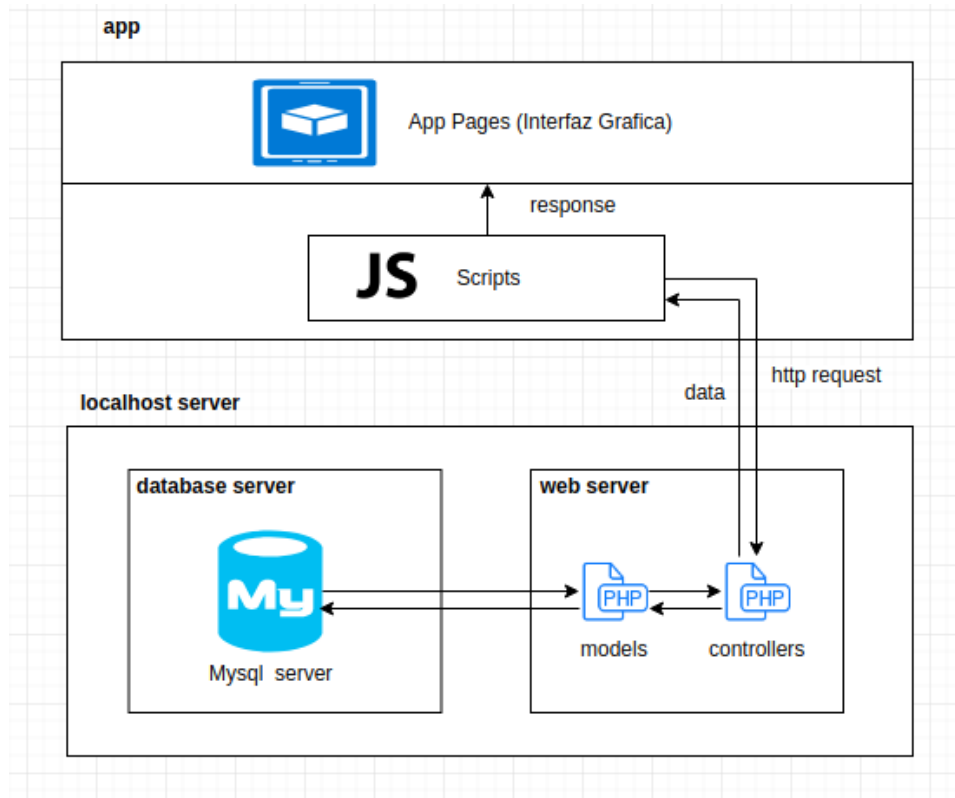 app
App Pages (Interfaz Grafica)
response
JS
Scripts
http request
data
localhost server
database server
web server
My
PHP
PHP
models
controllers
Mysql server